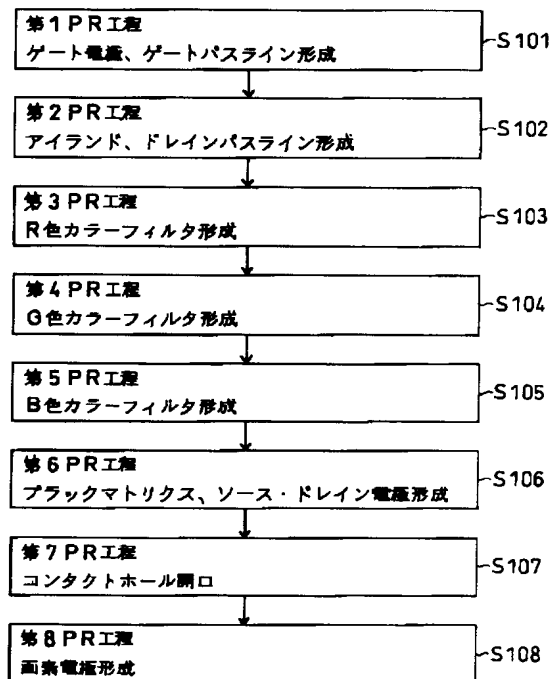 第1PR工程
ゲート電極、ゲートバスライン形成
S101
第2PR工程
アイランド、ドレインバスライン形成
S102
第3PR工程
R色カラーフィルタ形成
S103
第4PR工程
G色カラーフィルタ形成
S104
第5PR工程
B色カラーフィルタ形成
S105
第6PR工程
ブラックマトリクス、ソース・ドレイン電極形成
S106
第7PR工程
コンタクトホール開口
S107
第8PR工程
画素電極形成
S108